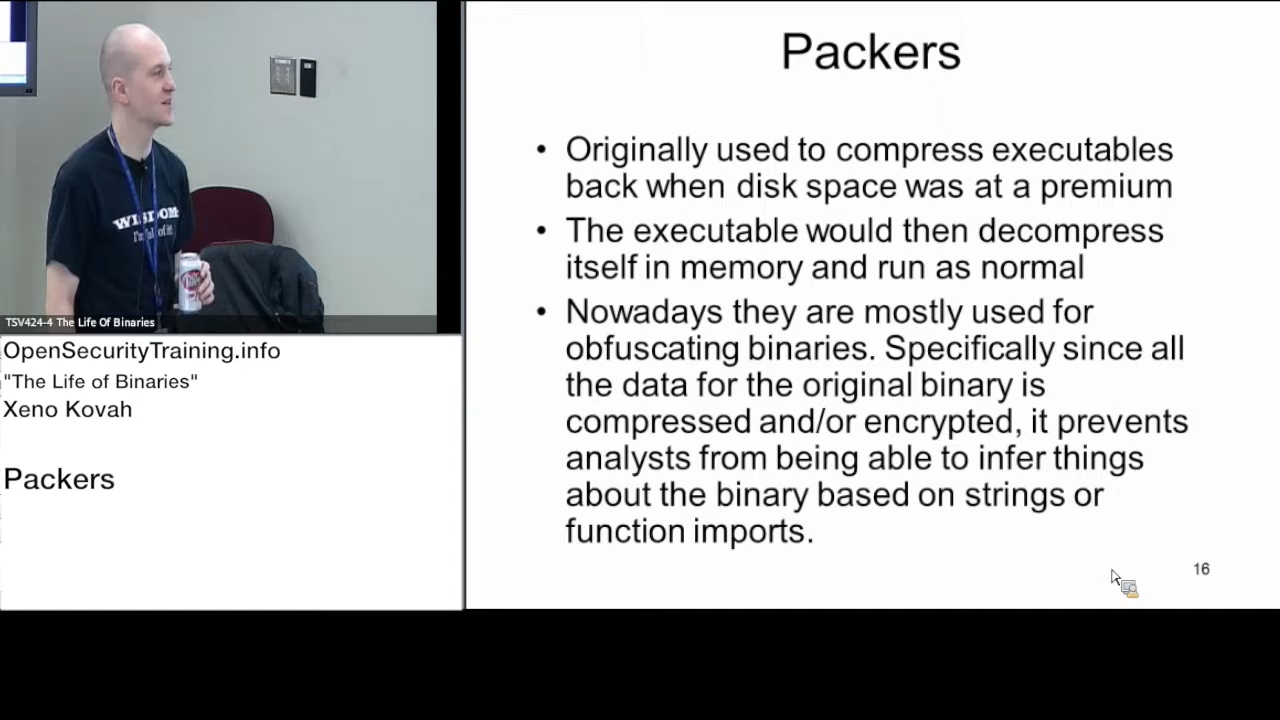 WISDOM
TSV424-4 The Life Of Binaries
OpenSecurityTraining.info
"The Life of Binaries"
Xeno Kovah
Packers
Packers
• Originally used to compress executables
back when disk space was at a premium
• The executable would then decompress
itself in memory and run as normal
• Nowadays they are mostly used for
obfuscating binaries. Specifically since all
the data for the original binary is
compressed and/or encrypted, it prevents
analysts from being able to infer things
about the binary based on strings or
function imports.
16